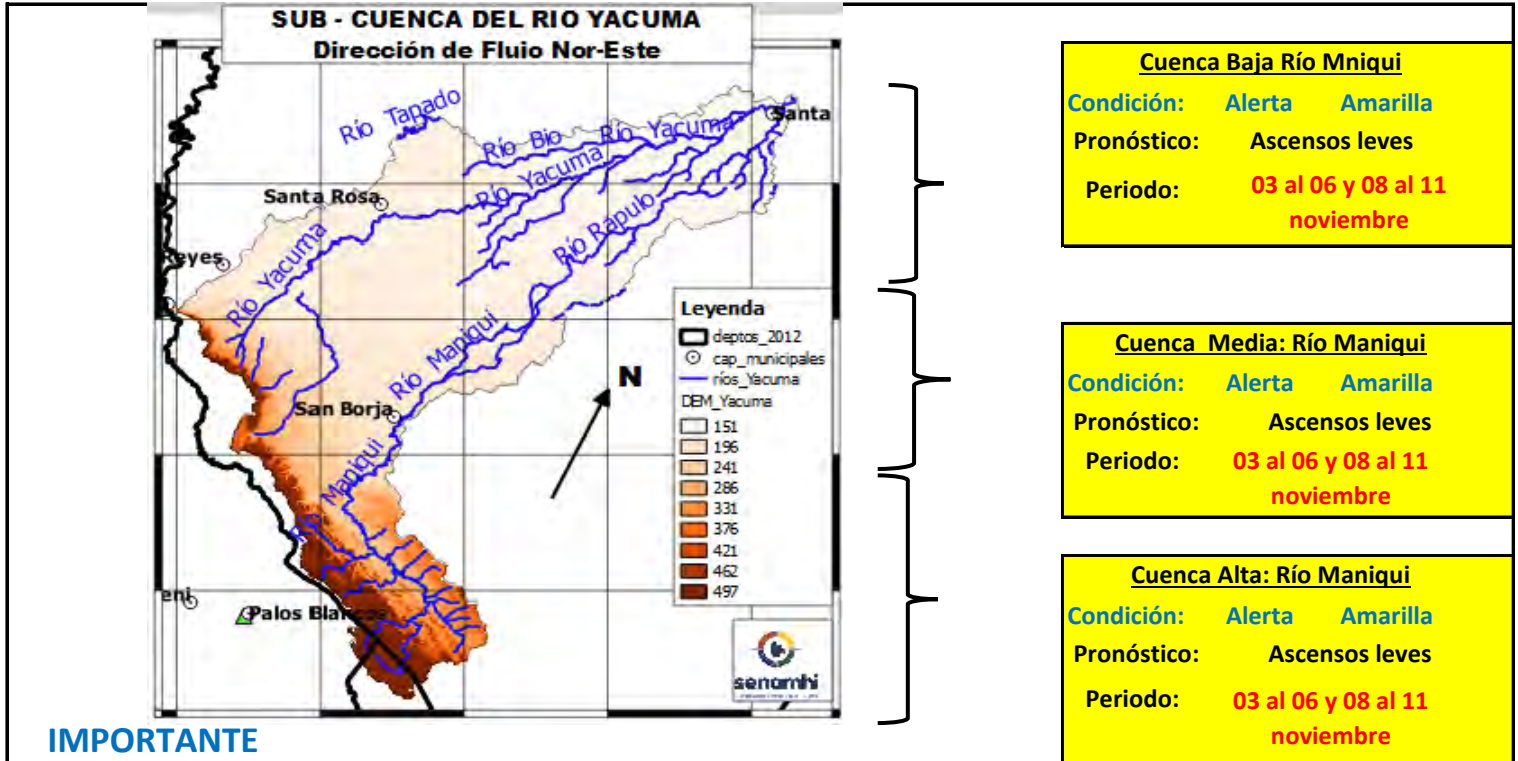 SUB - CUENCA DEL RIO YACUMA
Dirección de Fluio Nor-Este
Río Tapado
Río Bio
Río Yacuma
Santa
Río Yacuma
Santa Rosa
Río Rapulo
Reyes
Río Yacuma
Río Maniqui
San Borja
Río Maniqui
Río Maniqui
eni
Palos Blancos
N
Leyenda
deptos_2012
cap_municipales
ríos_Yacuma
DEM_Yacuma
151
196
241
286
331
376
421
462
497
senamhi
Cuenca Baja Río Mniqui
Condición: Alerta Amarilla
Pronóstico: Ascensos leves
Periodo: 03 al 06 y 08 al 11
noviembre
Cuenca Media: Río Maniqui
Condición: Alerta Amarilla
Pronóstico: Ascensos leves
Periodo: 03 al 06 y 08 al 11
noviembre
Cuenca Alta: Río Maniqui
Condición: Alerta Amarilla
Pronóstico: Ascensos leves
Periodo: 03 al 06 y 08 al 11
noviembre
IMPORTANTE